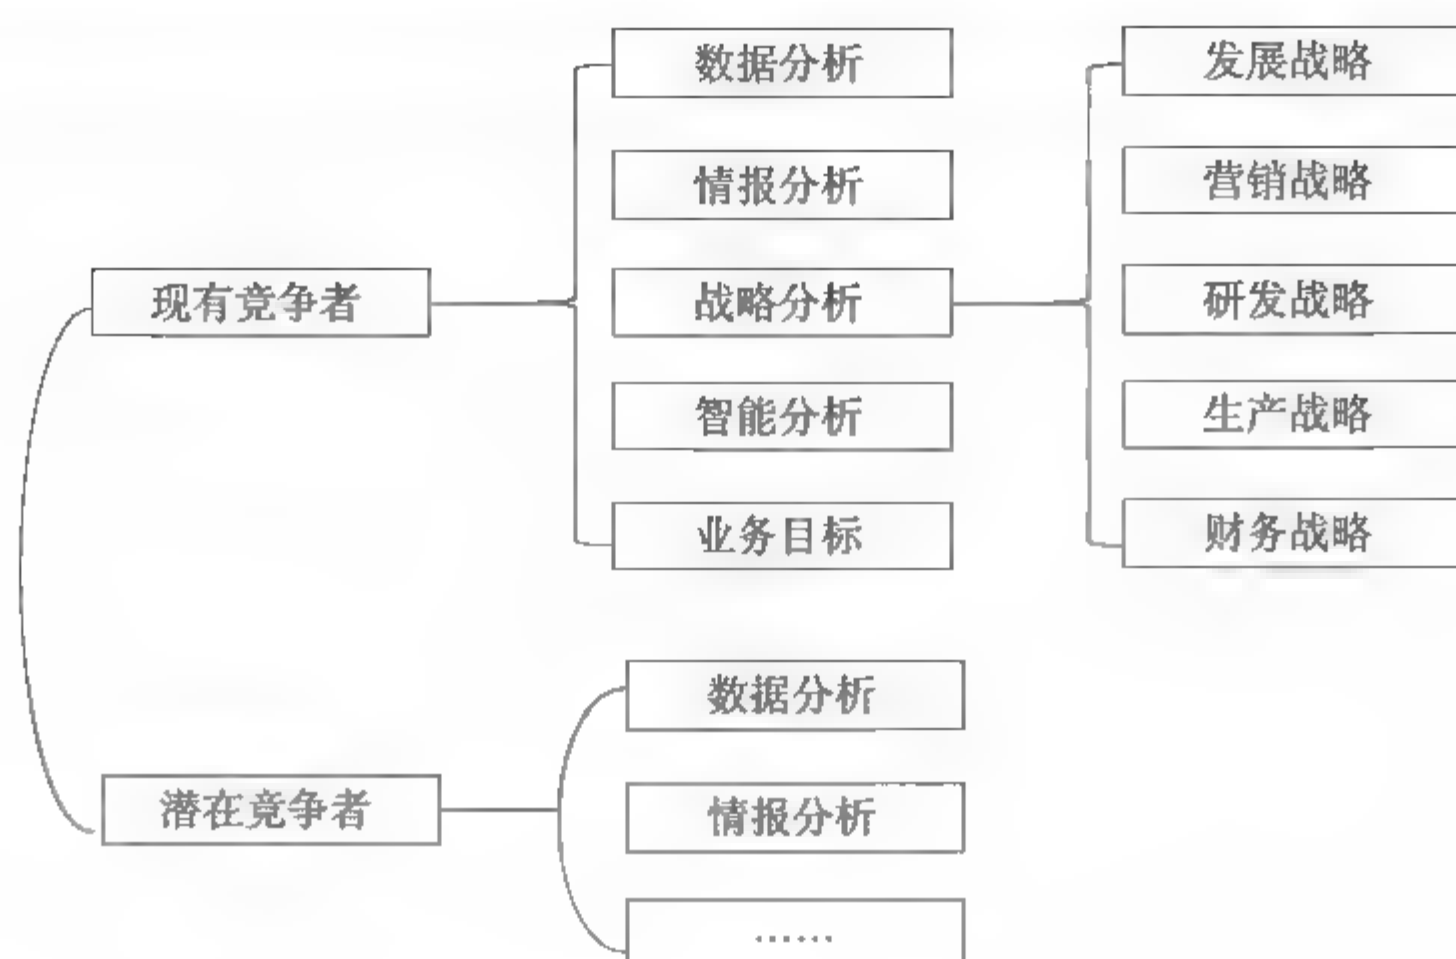 数据分析
发展战略
情报分析
营销战略
现有竞争者
战略分析
研发战略
智能分析
生产战略
业务目标
财务战略
数据分析
潜在竞争者
情报分析
……